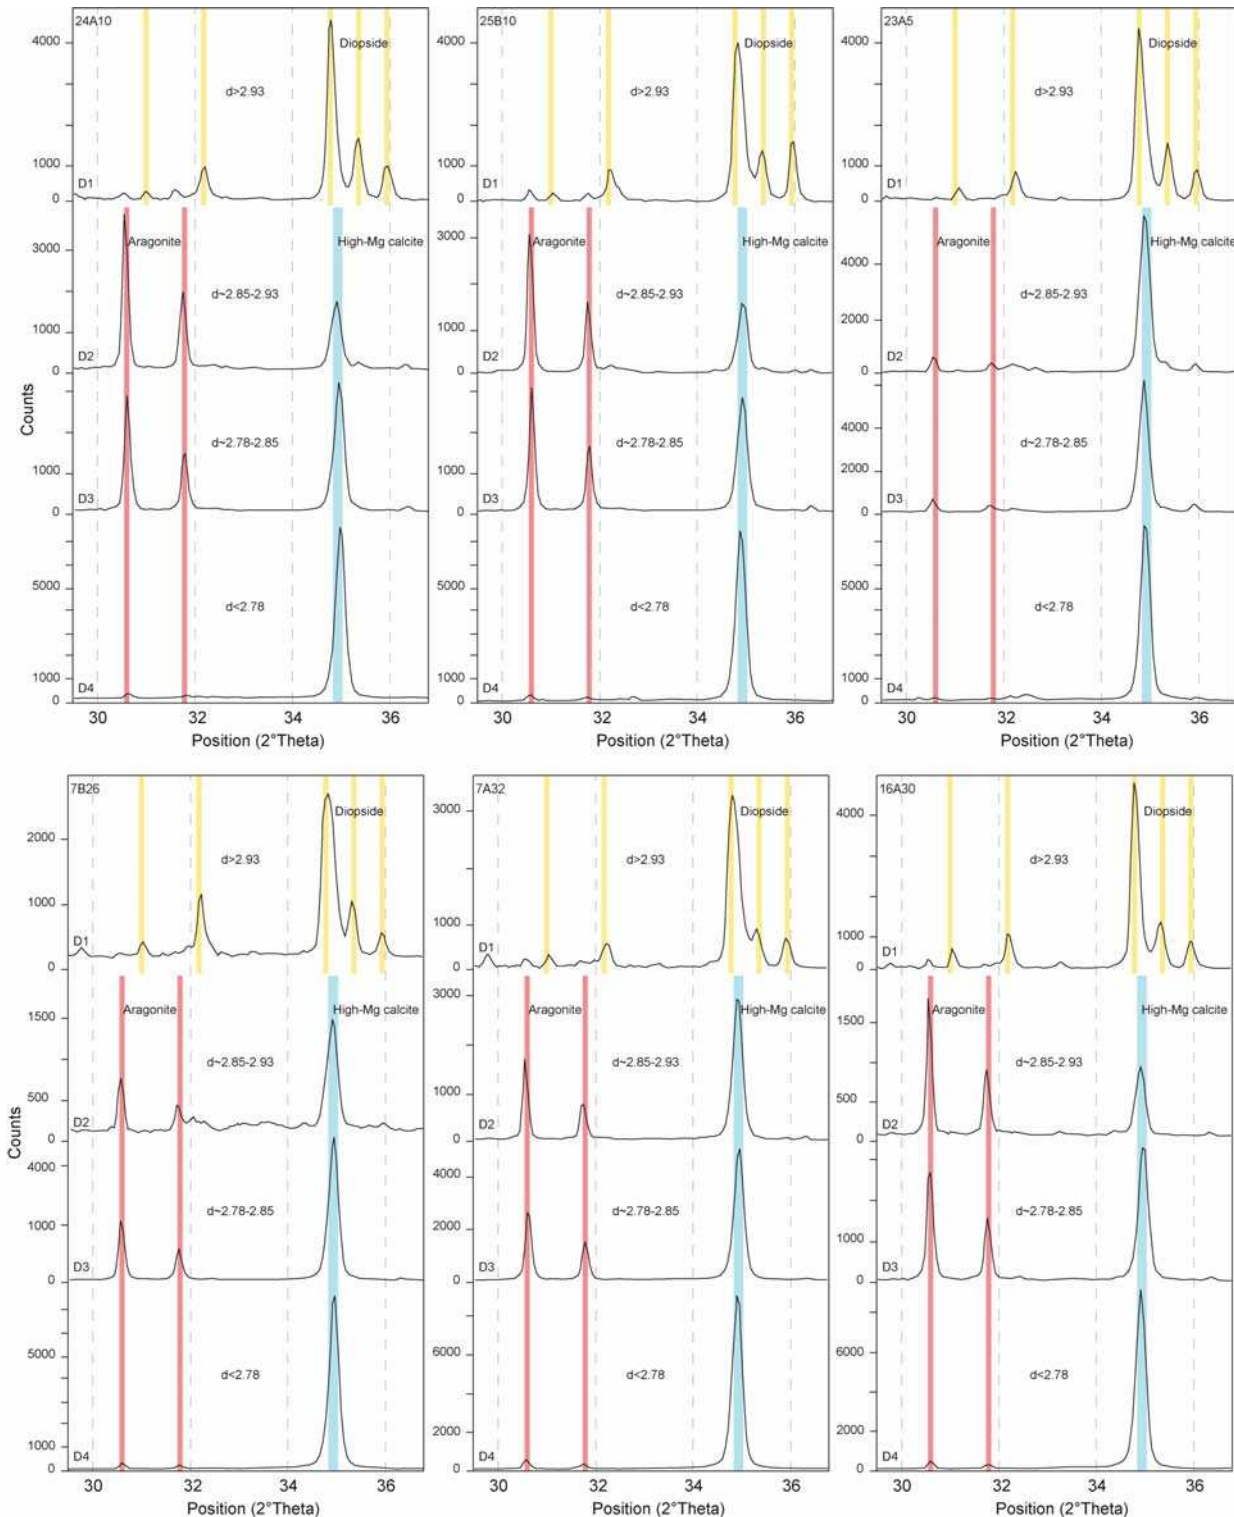 24A10
4000
Diopside
d>2.93
1000
D1
0
3000
Aragonite
High-Mg calcite
d~2.85-2.93
1000
D2
0
d~2.78-2.85
1000
D3
0
5000
d<2.78
1000
D4
0
30 32 34 36
Position (2°Theta)
25B10
4000
Diopside
d>2.93
1000
D1
0
3000
Aragonite
High-Mg calcite
d~2.85-2.93
1000
D2
0
d~2.78-2.85
1000
D3
0
5000
d<2.78
1000
D4
0
30 32 34 36
Position (2°Theta)
23A5
4000
Diopside
d>2.93
1000
D1
0
Aragonite
High-Mg calcite
4000
d~2.85-2.93
2000
D2
0
4000
d~2.78-2.85
2000
D3
0
5000
d<2.78
1000
D4
0
30 32 34 36
Position (2°Theta)
Counts
7B26
Diopside
2000
d>2.93
1000
D1
0
Aragonite
High-Mg calcite
1500
d~2.85-2.93
500
D2
0
4000
d~2.78-2.85
1000
D3
0
5000
d<2.78
1000
D4
0
30 32 34 36
Position (2°Theta)
7A32
3000
Diopside
d>2.93
1000
D1
0
3000
Aragonite
High-Mg calcite
d~2.85-2.93
1000
D2
0
4000
d~2.78-2.85
2000
D3
0
6000
d<2.78
2000
D4
0
30 32 34 36
Position (2°Theta)
16A30
4000
Diopside
d>2.93
1000
D1
0
Aragonite
High-Mg calcite
1500
d~2.85-2.93
500
D2
0
d~2.78-2.85
1000
D3
0
6000
d<2.78
2000
D4
0
30 32 34 36
Position (2°Theta)
Counts